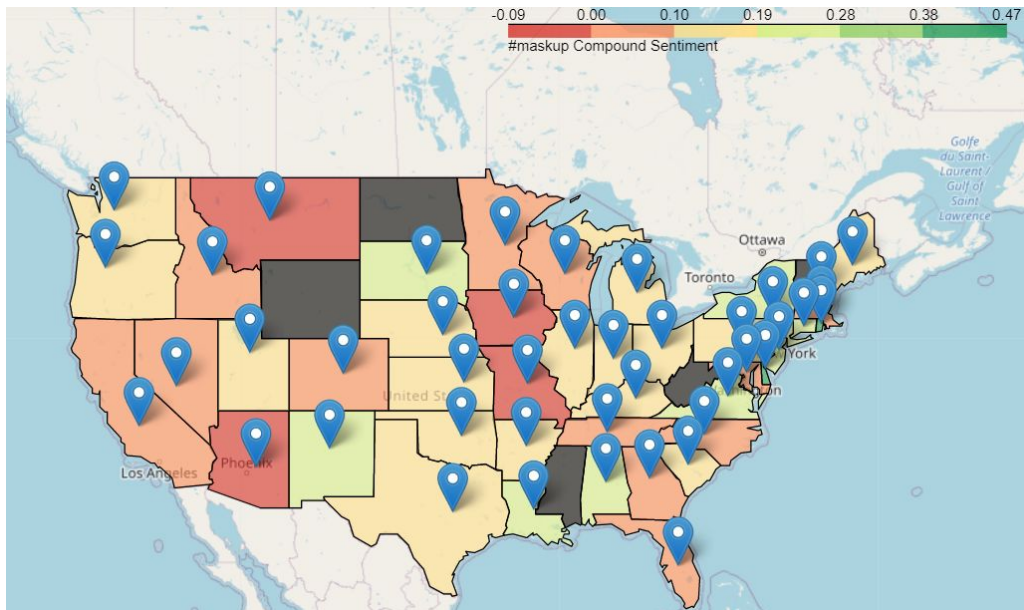 -0.09 0.00 0.10 0.19 0.28 0.38 0.47
#maskup Compound Sentiment
Golfe
du Saint-
Laurent /
Gulf of
Saint
Lawrence
Ottawa
Toronto
York
United St
Los Angeles
Phoenix